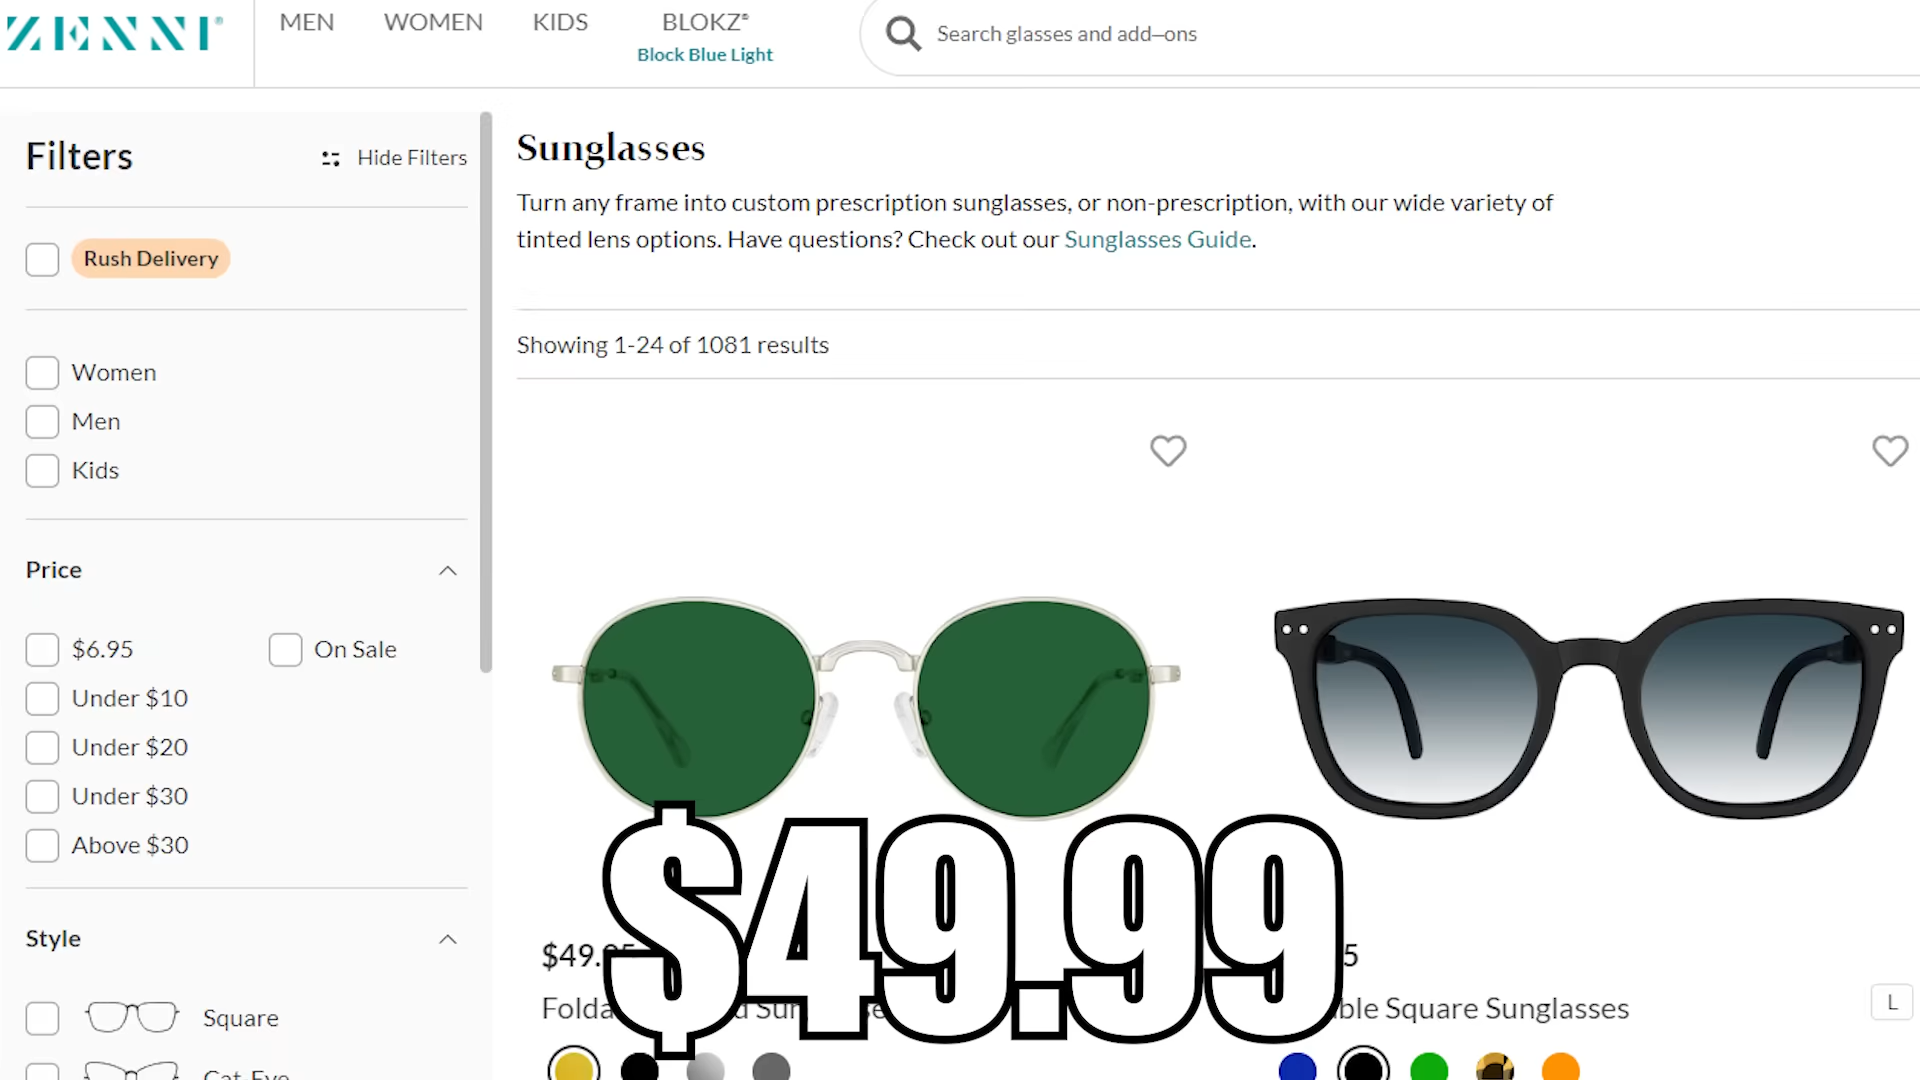 ZENNI®
MEN
WOMEN
KIDS
BLOKZ®
Block Blue Light
Search glasses and add–ons
Filters
Hide Filters
Rush Delivery
Women
Men
Kids
Price
$6.95
On Sale
Under $10
Under $20
Under $30
Above $30
Style
Square
Cat-Eye
Sunglasses
Turn any frame into custom prescription sunglasses, or non-prescription, with our wide variety of
tinted lens options. Have questions? Check out our Sunglasses Guide.
Showing 1-24 of 1081 results
$49.99
Square Sunglasses
L